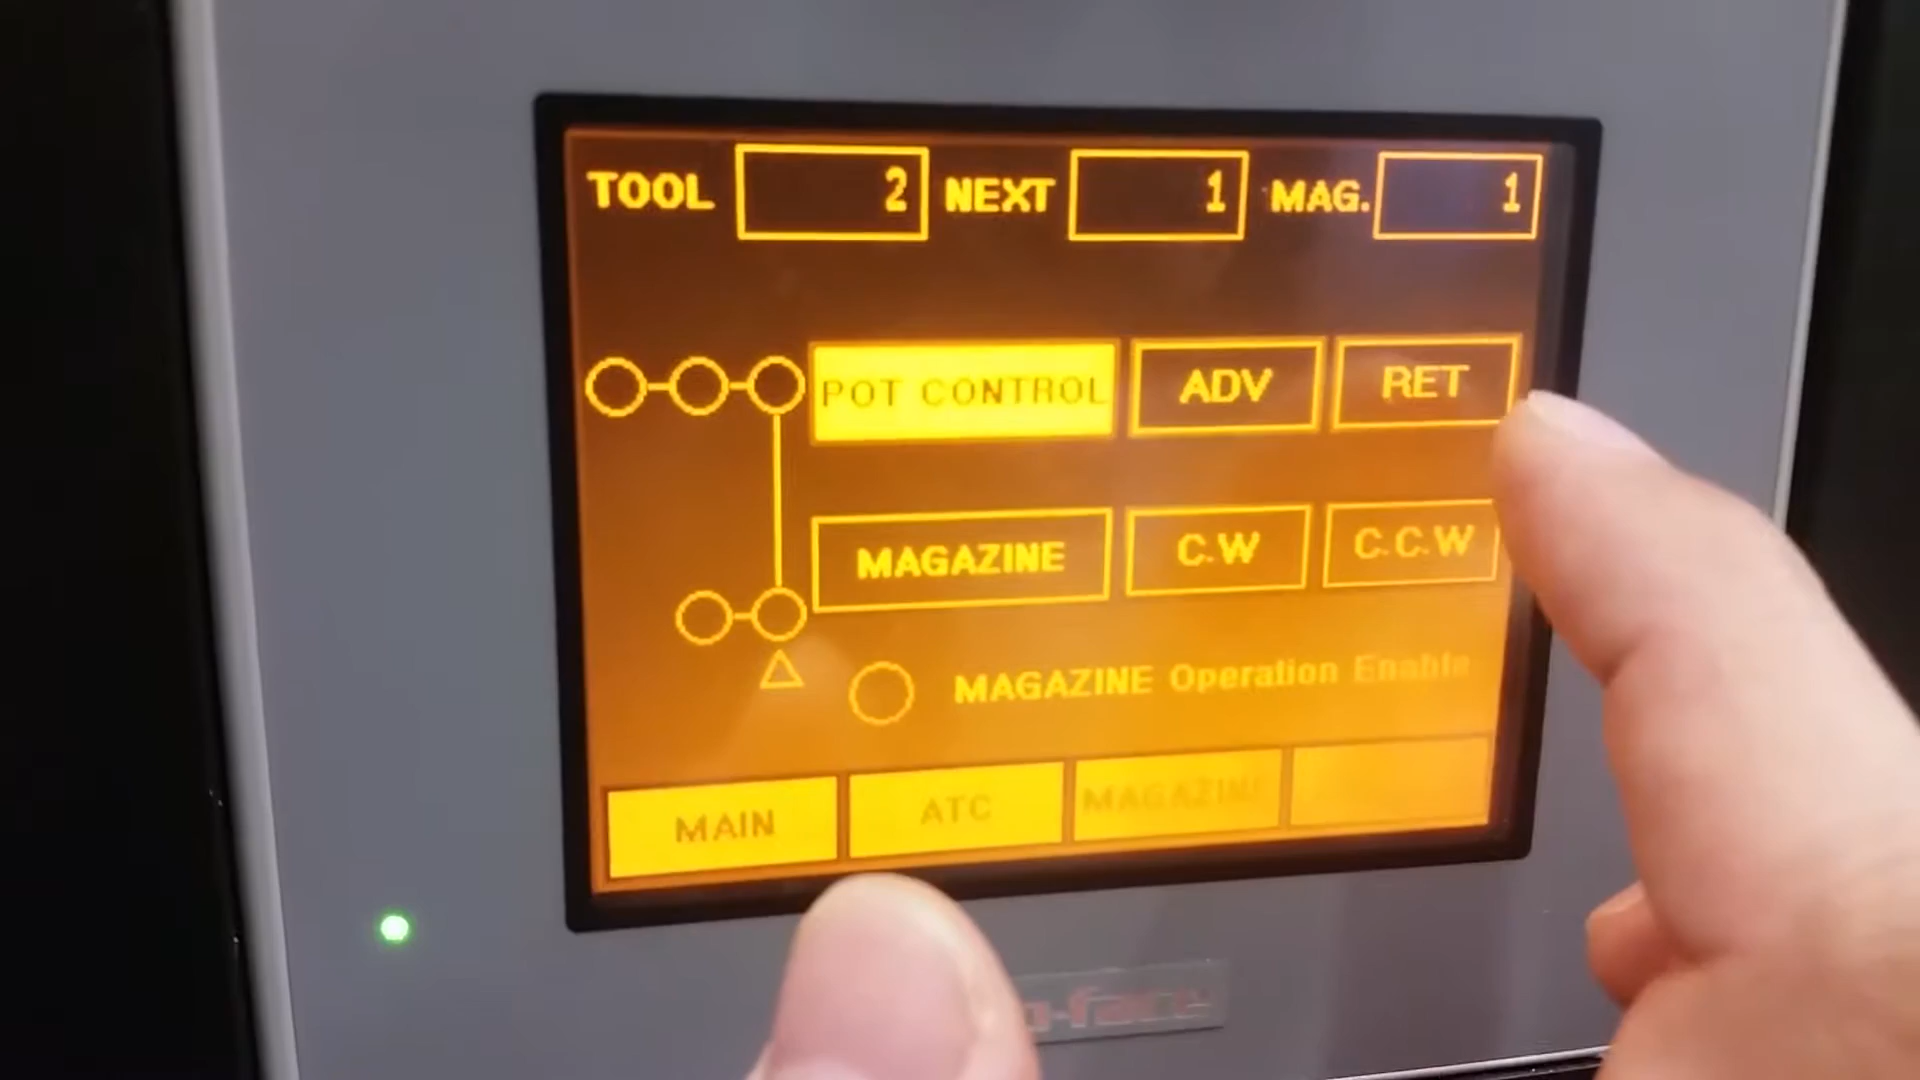 TOOL 2 NEXT 1 MAG. 1
POT CONTROL ADV RET
MAGAZINE C.W C.C.W
MAGAZINE Operation Enable
MAIN ATC MAGAZINE